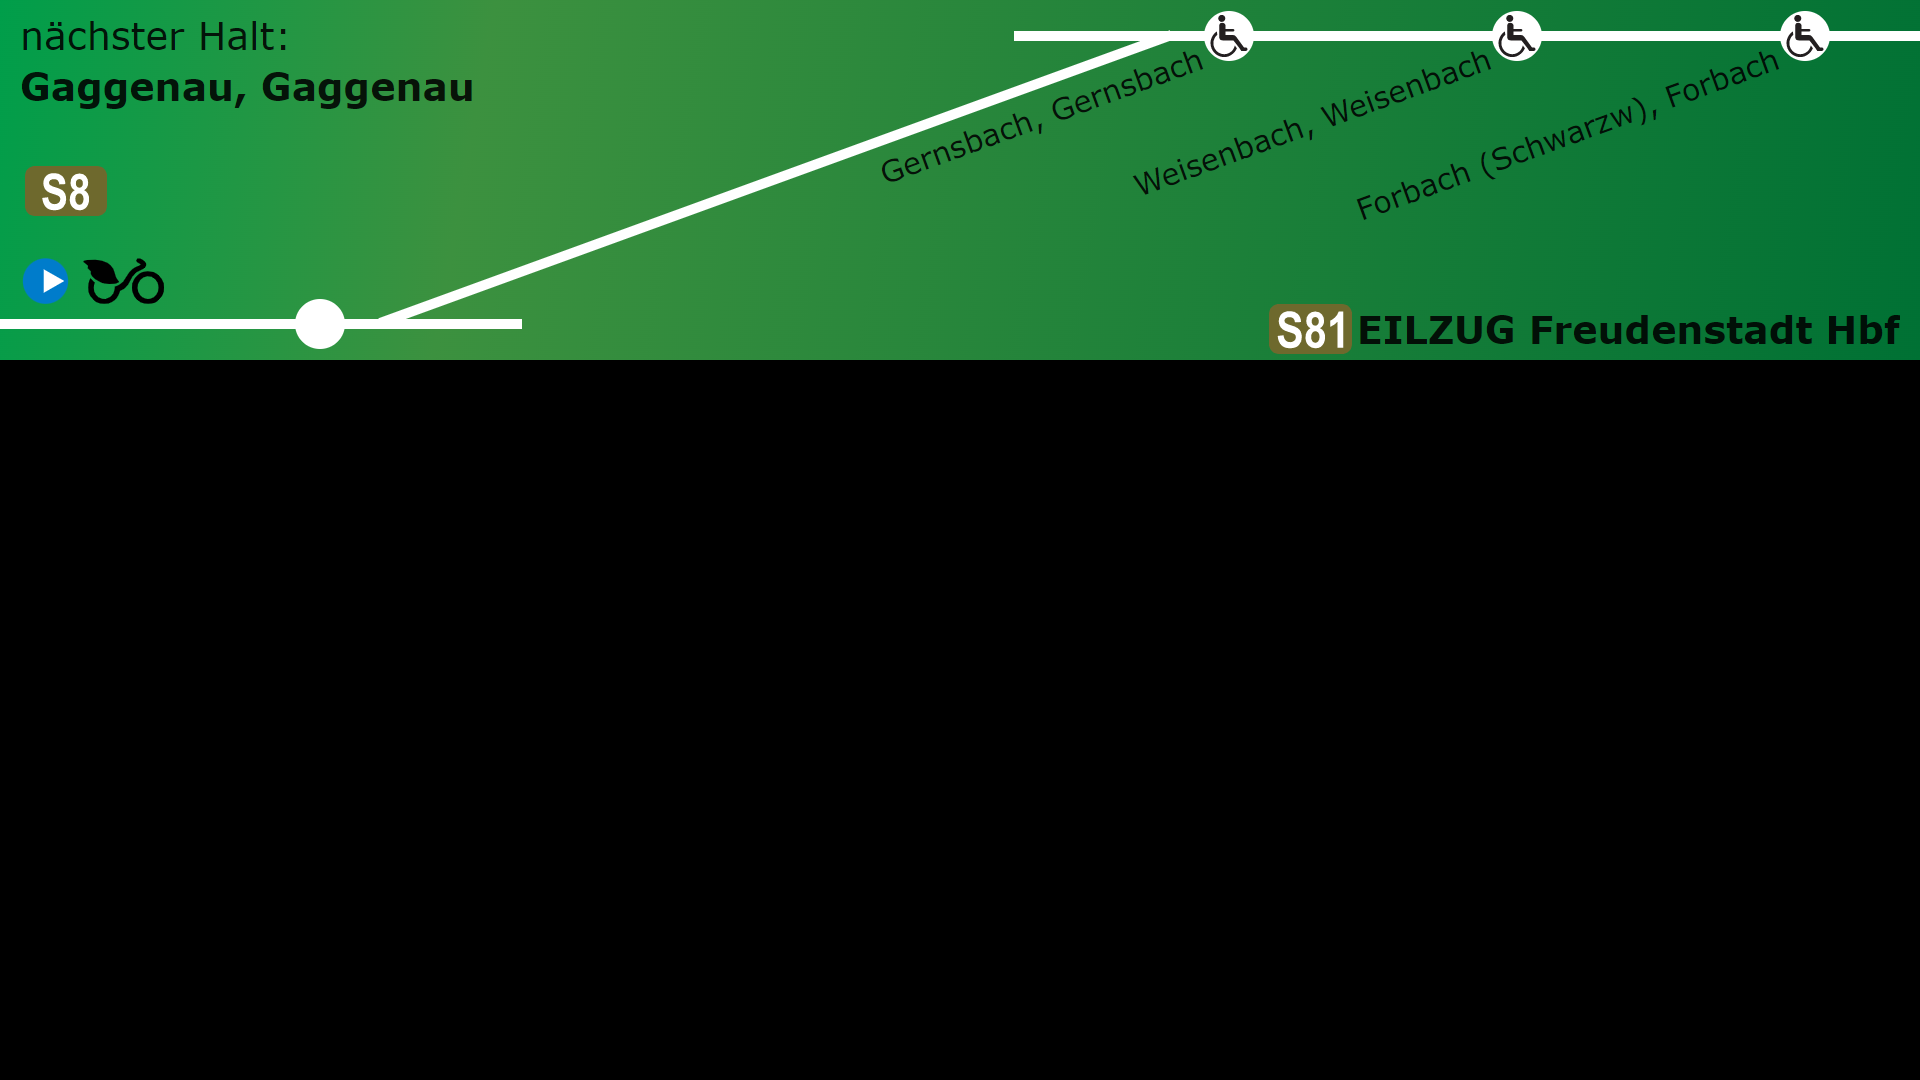 nächster Halt:
Gaggenau, Gaggenau
Gernsbach, Gernsbach
Weisenbach, Weisenbach
Forbach (Schwarzw), Forbach
S8
S81 EILZUG Freudenstadt Hbf